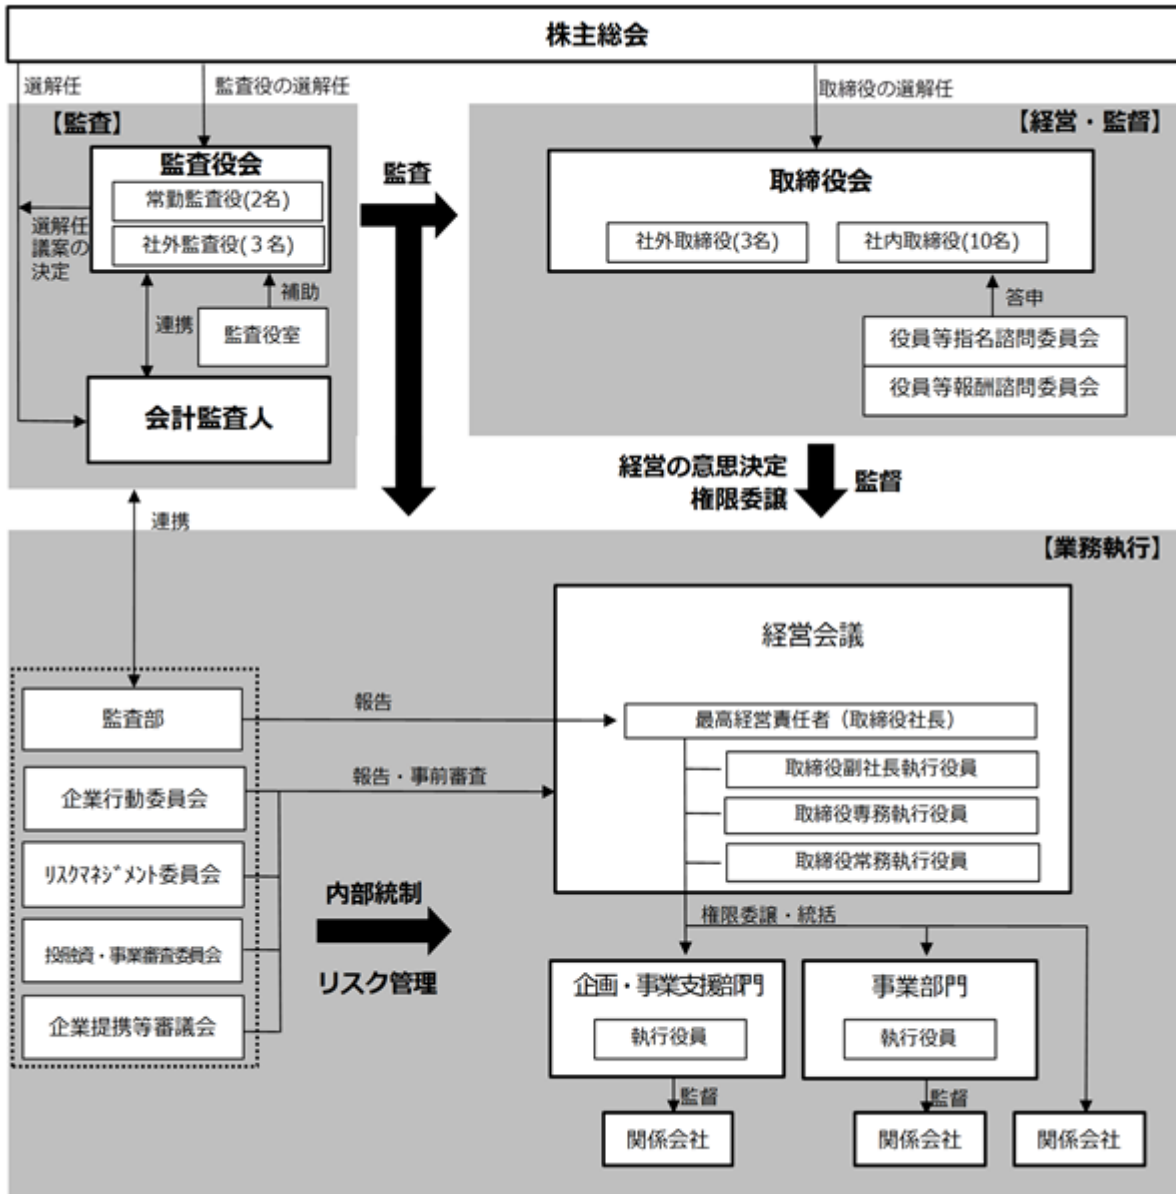 株主総会
選解任
監査役の選解任
取締役の選解任
【監査】
監査役会
常勤監査役(2名)
社外監査役(３名)
選解任
議案の
決定
補助
連携
監査役室
会計監査人
監査
【経営・監督】
取締役会
社外取締役(3名)
社内取締役(10名)
答申
役員等指名諮問委員会
役員等報酬諮問委員会
経営の意思決定
権限委譲
監督
連携
【業務執行】
経営会議
最高経営責任者（取締役社長）
取締役副社長執行役員
取締役専務執行役員
取締役常務執行役員
監査部
報告
企業行動委員会
報告・事前審査
ﾘｽｸﾏﾈｼﾞﾒﾝﾄ委員会
投融資・事業審査委員会
企業提携等審議会
内部統制
リスク管理
権限委譲・統括
企画・事業支援部門
執行役員
事業部門
執行役員
監督
監督
関係会社
関係会社
関係会社